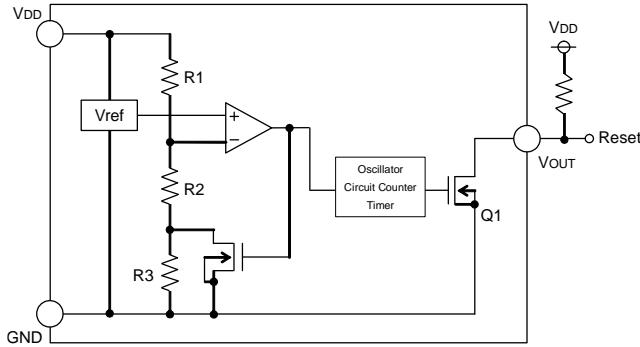 VDD
VDD
R1
Vref
+
−
Reset
VOUT
Oscillator
Circuit Counter
Timer
R2
Q1
R3
GND